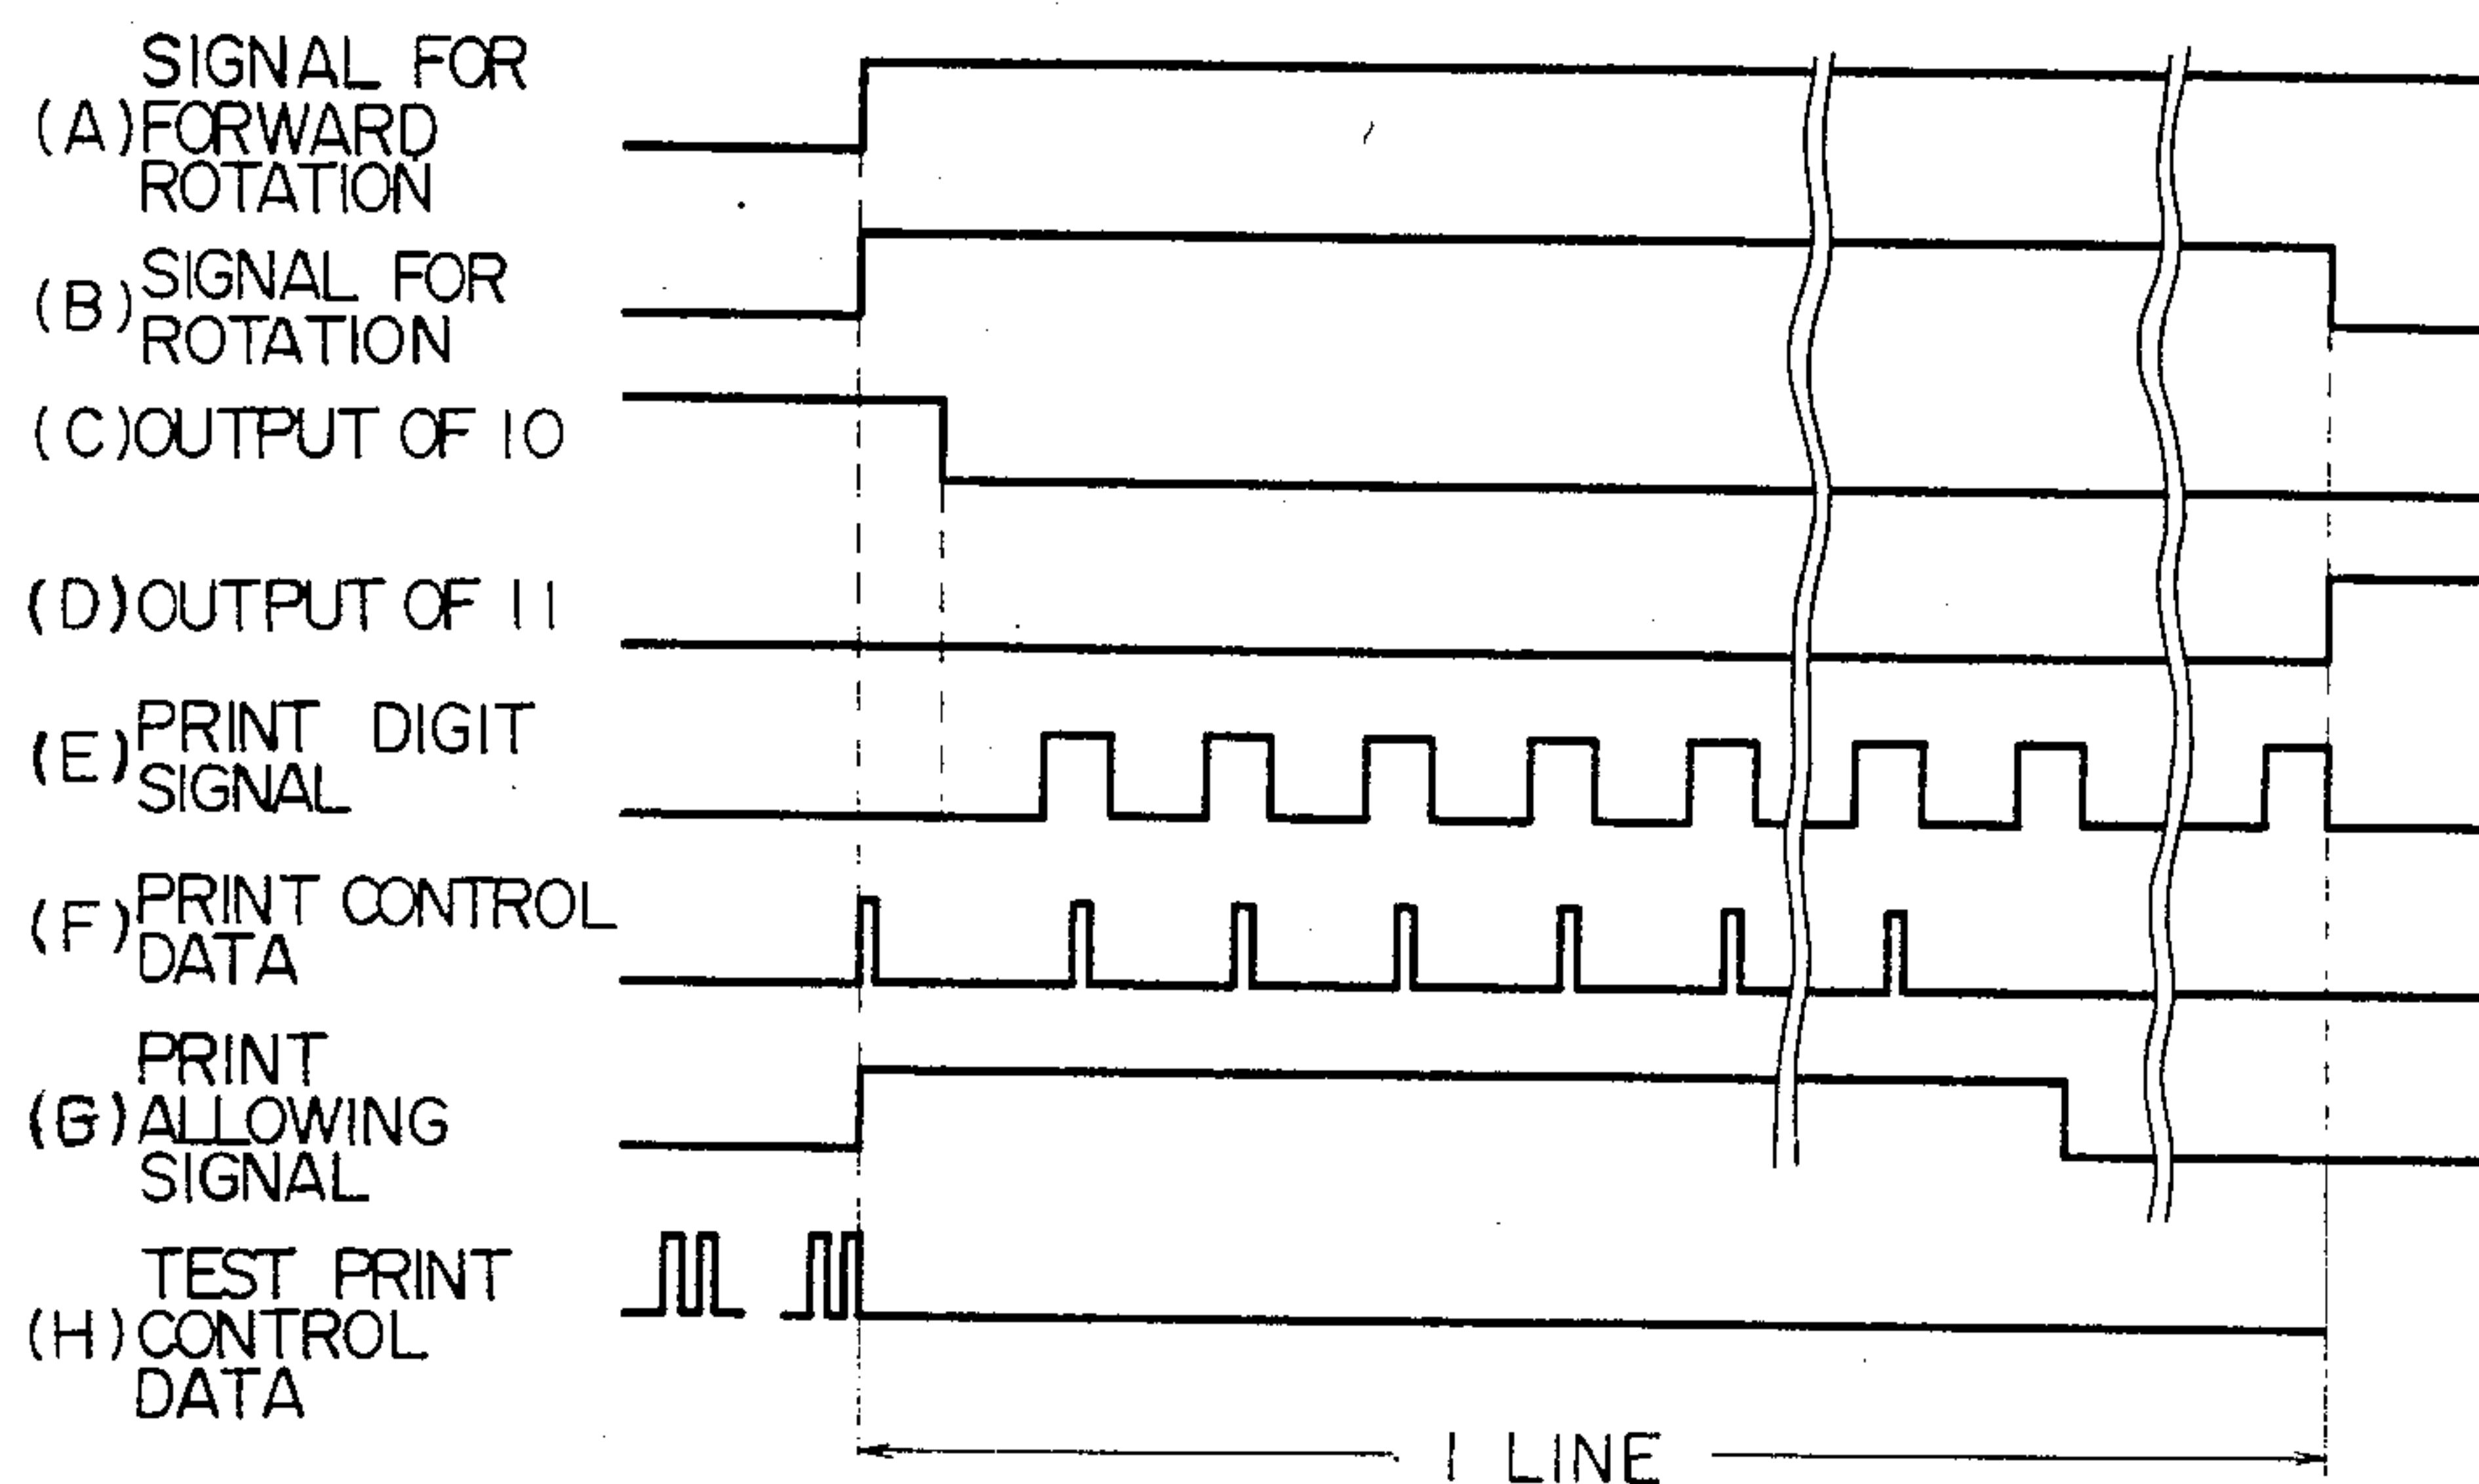 SIGNAL FOR
(A) FORWARD
ROTATION
(B) SIGNAL FOR
ROTATION
(C) OUTPUT OF 10
(D) OUTPUT OF 11
(E) PRINT DIGIT
SIGNAL
(F) PRINT CONTROL
DATA
PRINT
(G) ALLOWING
SIGNAL
TEST PRINT
(H) CONTROL
DATA
1 LINE